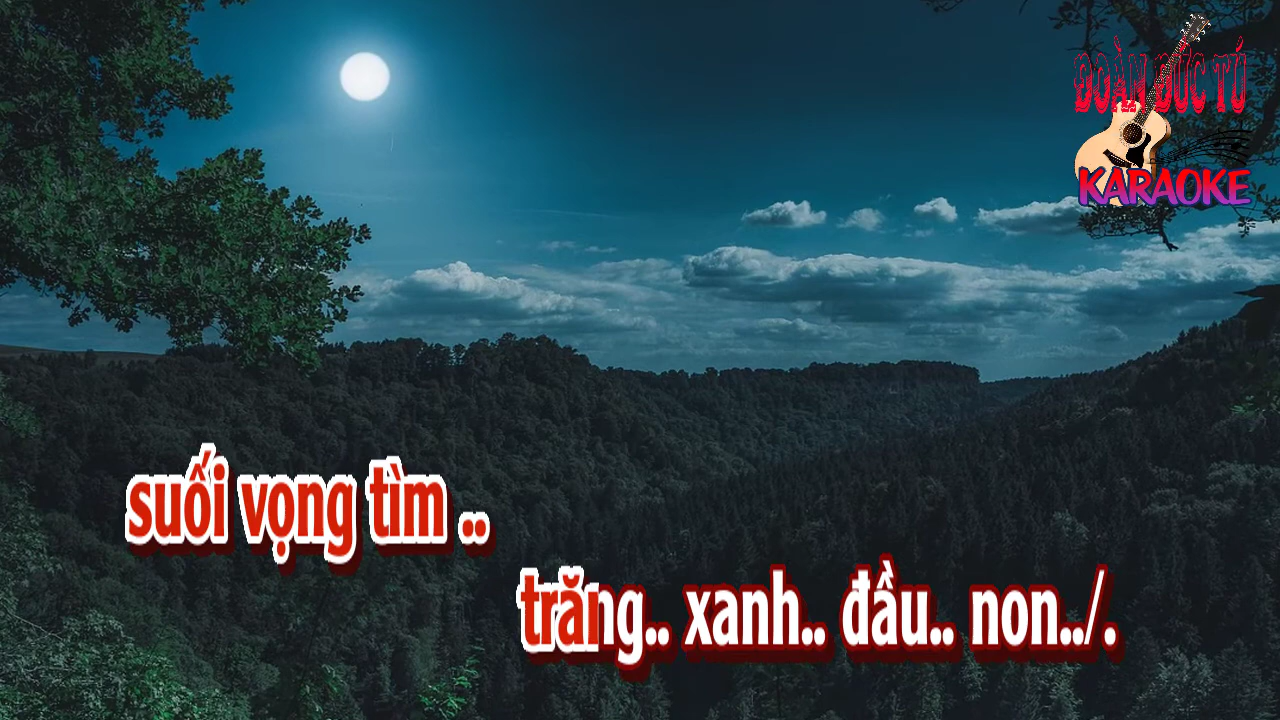 ĐOÀN ĐỨC TÚ
KARAOKE
suối vọng tìm ..
trăng.. xanh.. đầu.. non../.